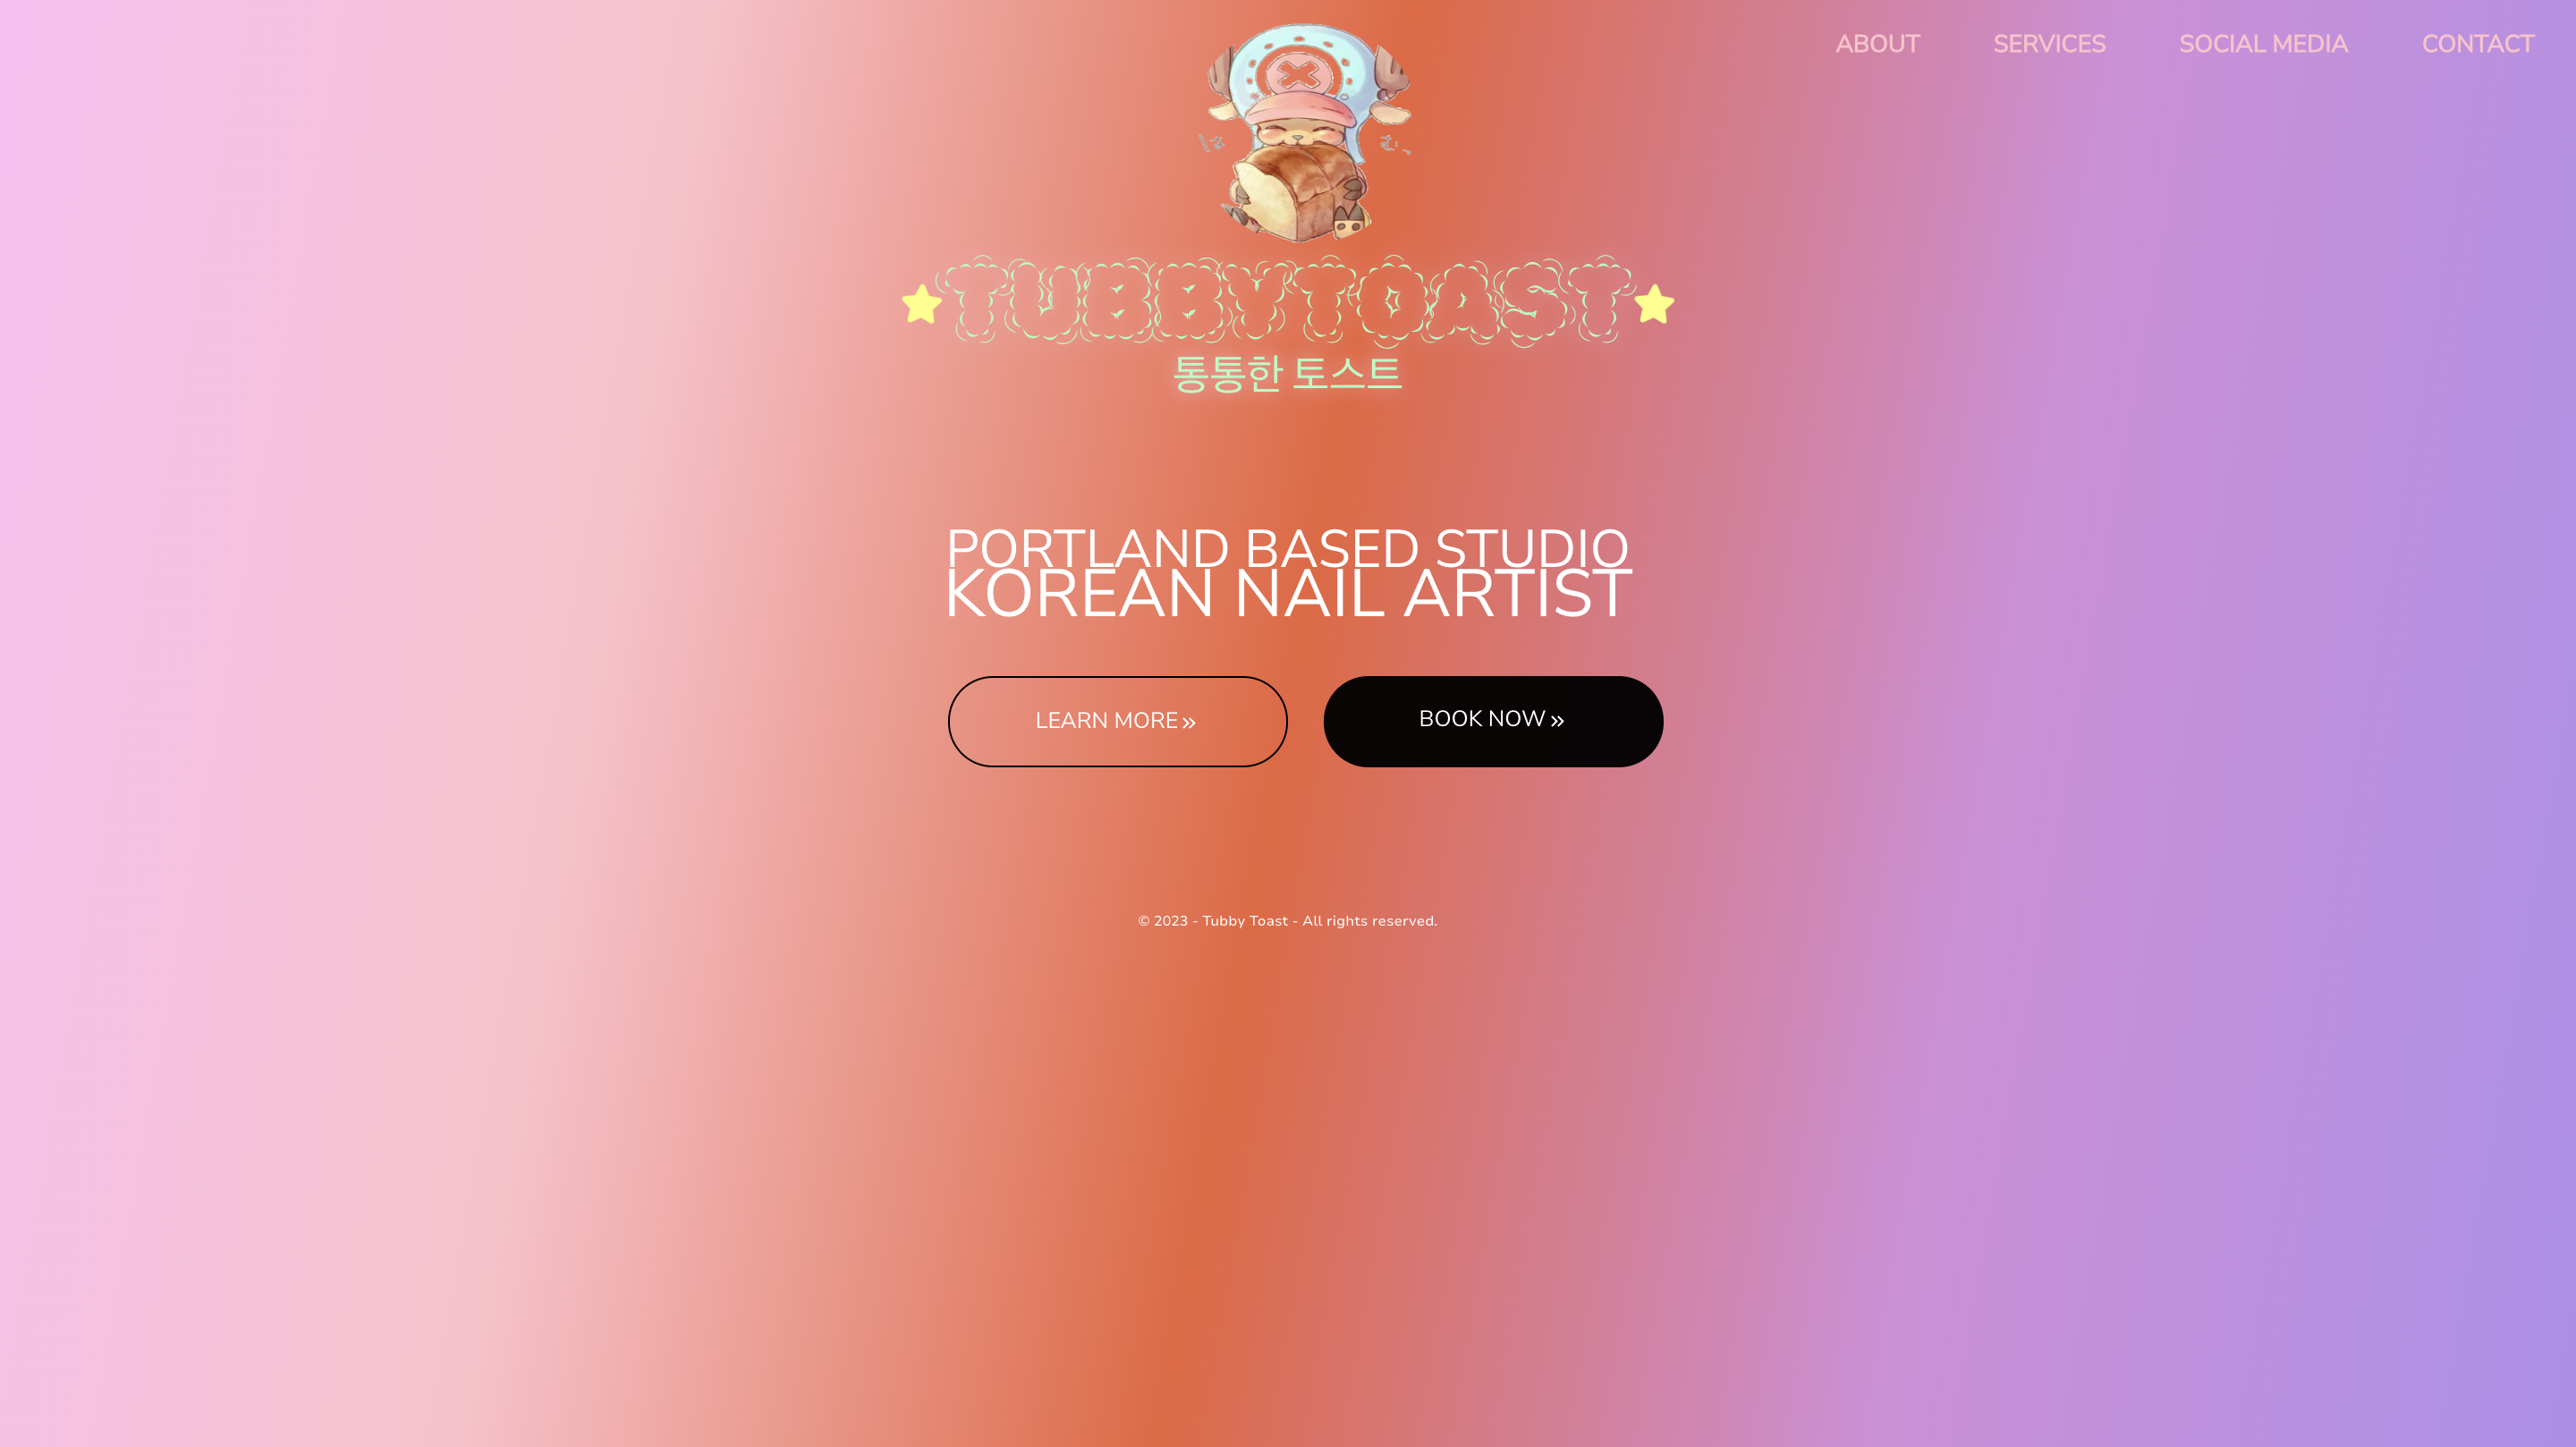 ABOUT SERVICES SOCIAL MEDIA CONTACT
TUBBYTOAST
통통한 토스트
PORTLAND BASED STUDIO
KOREAN NAIL ARTIST
LEARN MORE »
BOOK NOW »
© 2023 - Tubby Toast - All rights reserved.